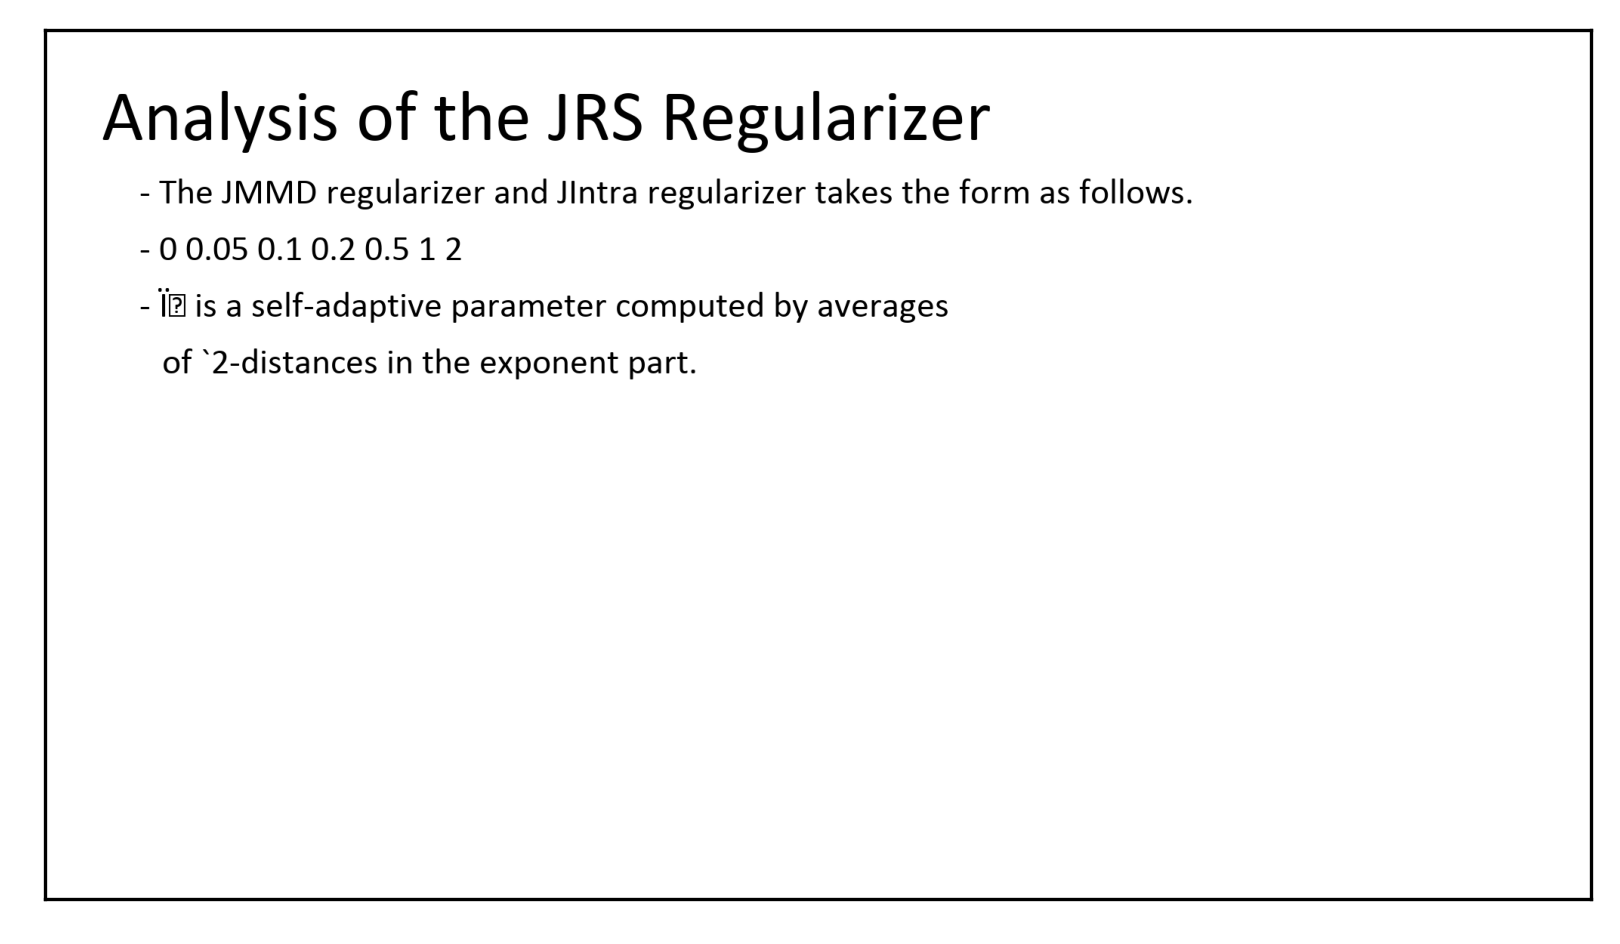 Analysis of the JRS Regularizer
- The JMMD regularizer and JIntra regularizer takes the form as follows.
- 0 0.05 0.1 0.2 0.5 1 2
- Ï� is a self-adaptive parameter computed by averages
of `2-distances in the exponent part.